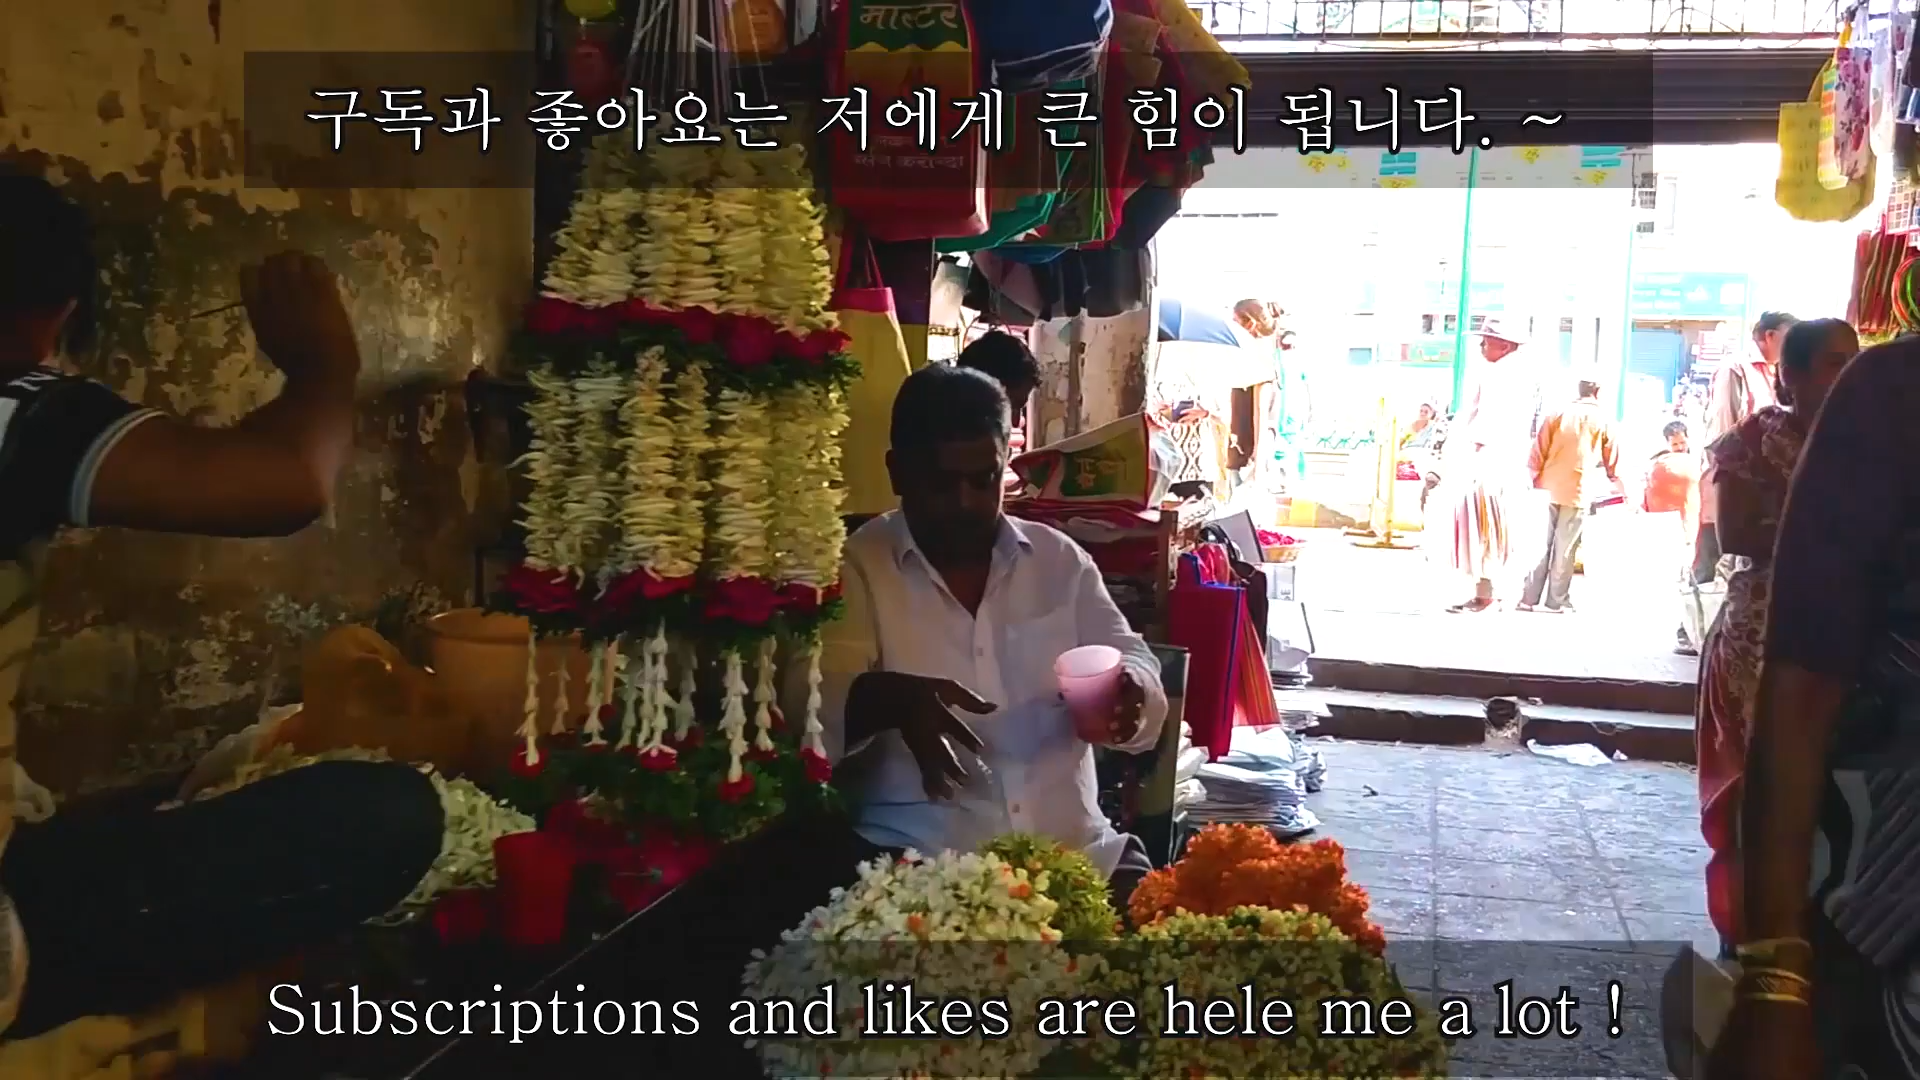 मास्टर
구독과 좋아요는 저에게 큰 힘이 됩니다. ~
Subscriptions and likes are hele me a lot !